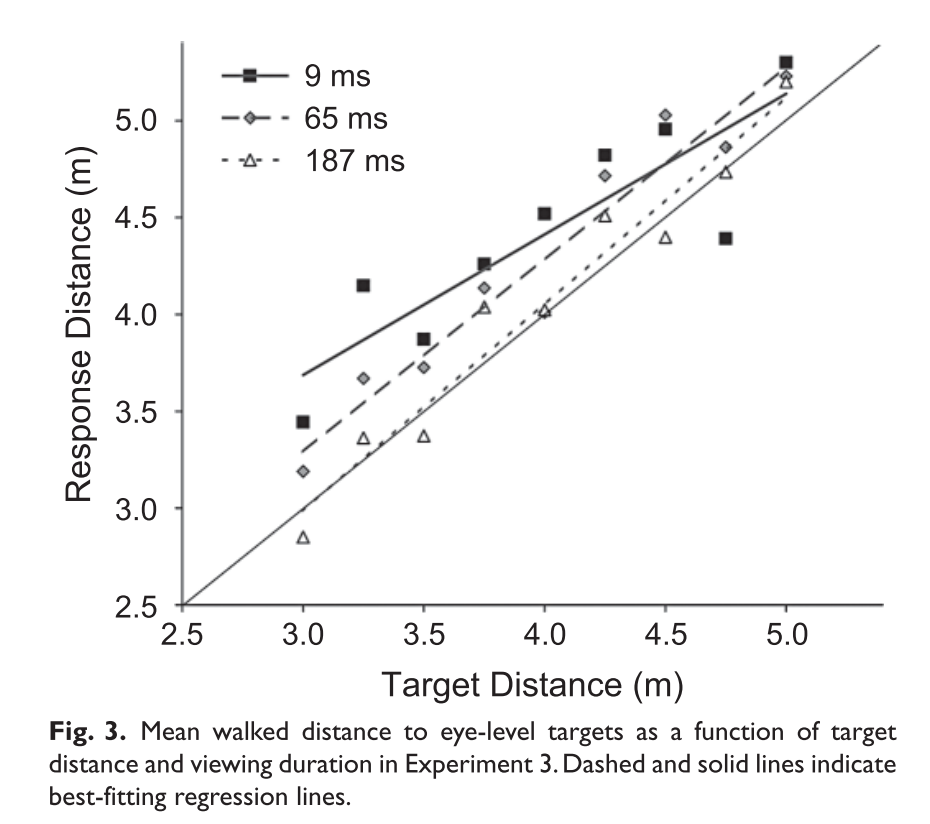 9 ms
65 ms
187 ms
Response Distance (m)
5.0
4.5
4.0
3.5
3.0
2.5
2.5 3.0 3.5 4.0 4.5 5.0
Target Distance (m)
Fig. 3. Mean walked distance to eye-level targets as a function of target
distance and viewing duration in Experiment 3. Dashed and solid lines indicate
best-fitting regression lines.